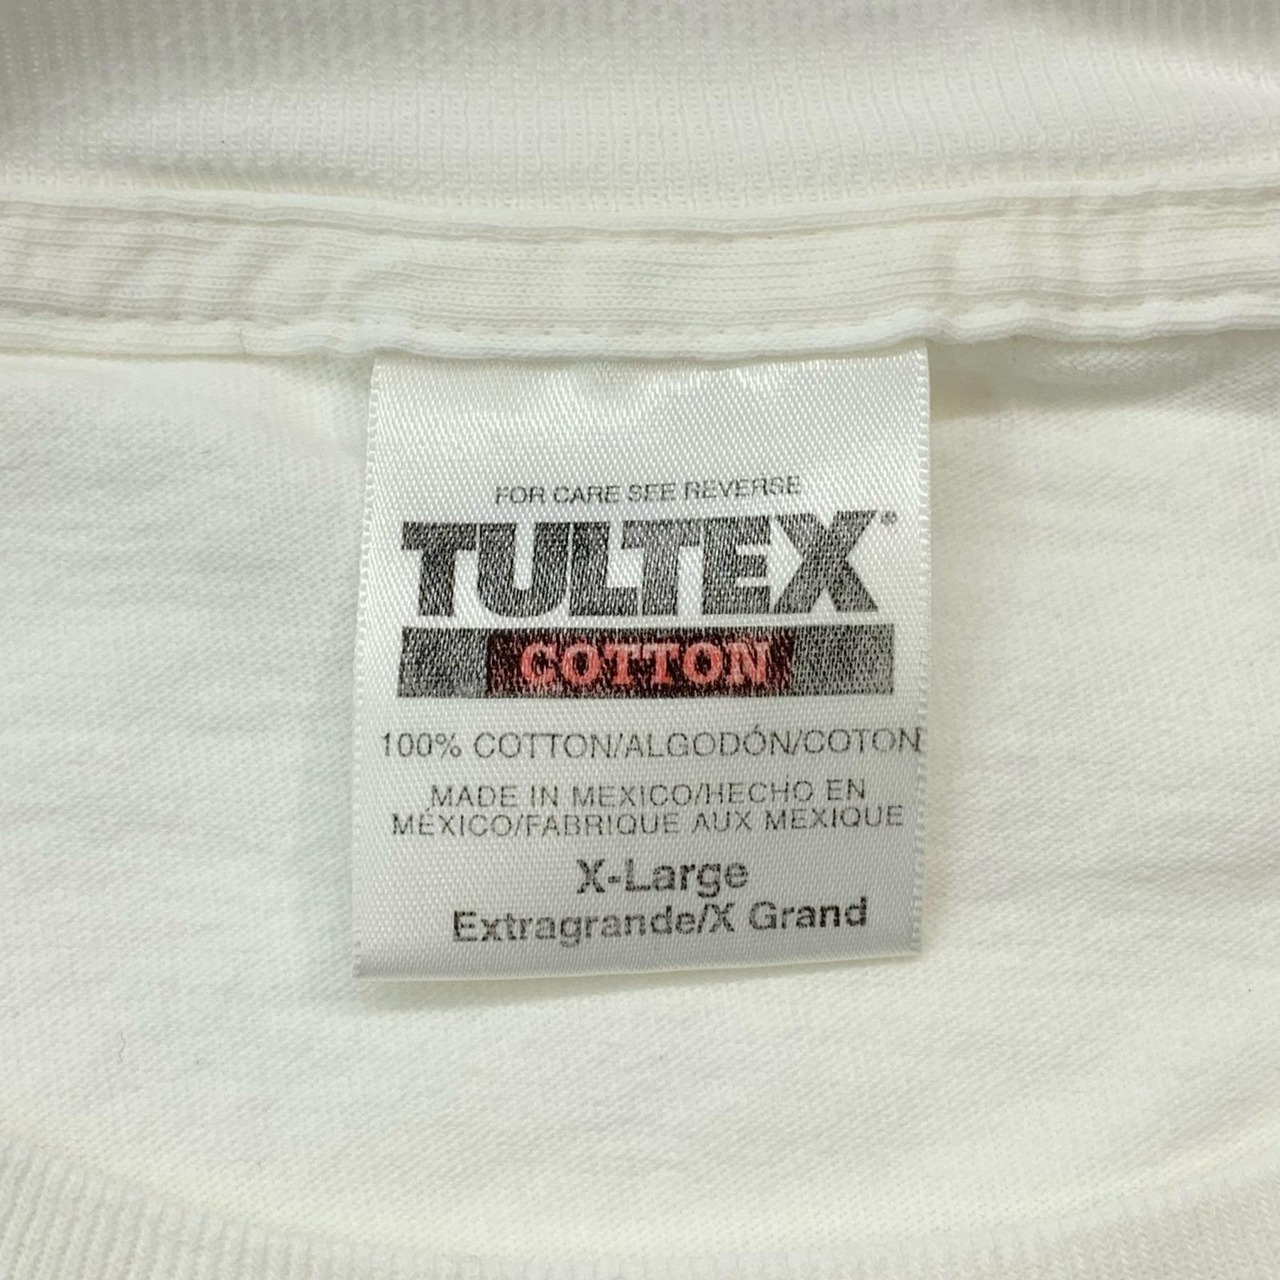 FOR CARE SEE REVERSE
TULTEX®
COTTON
100% COTTON/ALGODÓN/COTON
MADE IN MEXICO/HECHO EN
MÉXICO/FABRIQUE AUX MEXIQUE
X-Large
Extragrande/X Grand